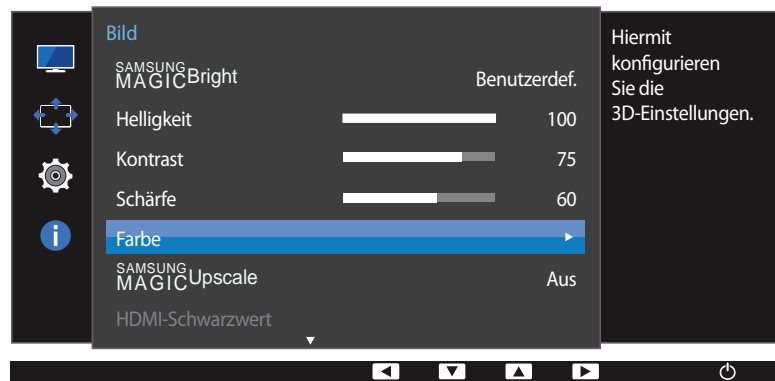 Bild
SAMSUNG
MAGICBright Benutzerdef.
Helligkeit 100
Kontrast 75
Schärfe 60
Farbe
SAMSUNG
MAGICUpscale Aus
HDMI-Schwarzwert
Hiermit
konfigurieren
Sie die
3D-Einstellungen.